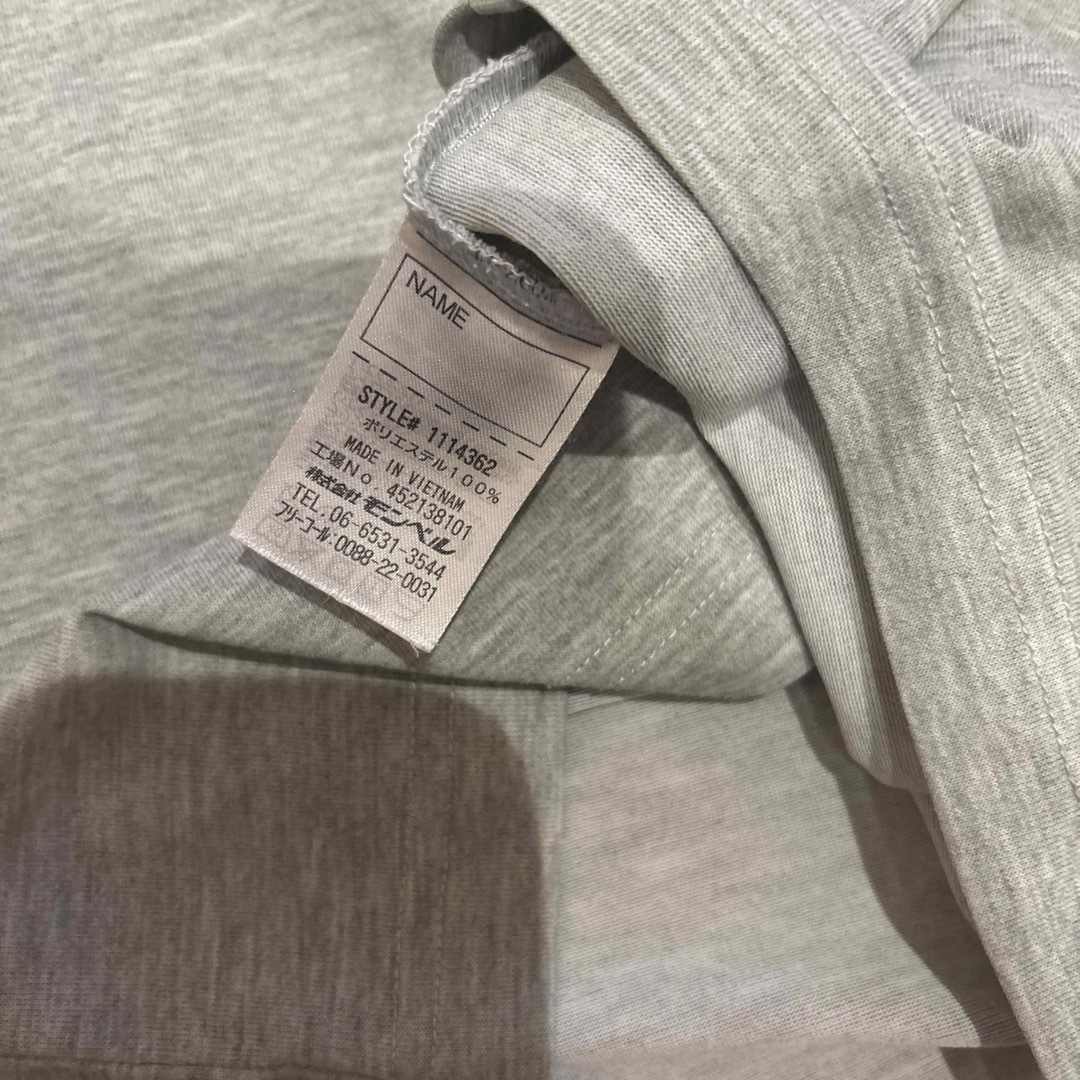 NAME
STYLE# 1114362
ポリエステル100%
MADE IN VIETNAM
工場No. 452138101
株式会社モンベル
TEL.06-6531-3544
フリーコール:0088-22-0031